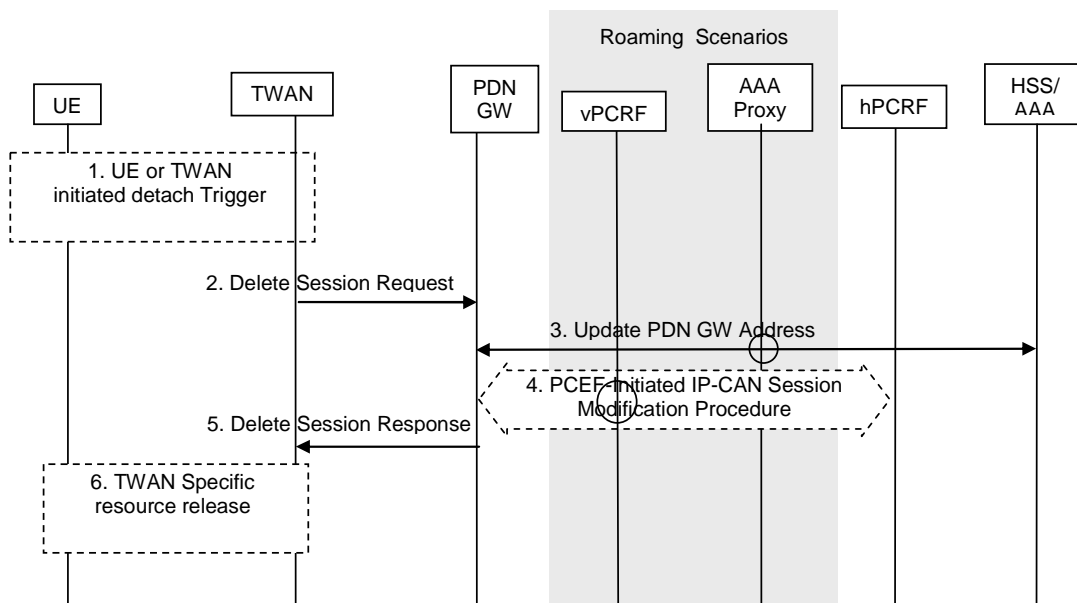 Roaming Scenarios
UE
TWAN
PDN
GW
vPCRF
AAA
Proxy
hPCRF
HSS/
AAA
1. UE or TWAN
initiated detach Trigger
2. Delete Session Request
3. Update PDN GW Address
4. PCEF-Initiated IP-CAN Session
Modification Procedure
5. Delete Session Response
6. TWAN Specific
resource release